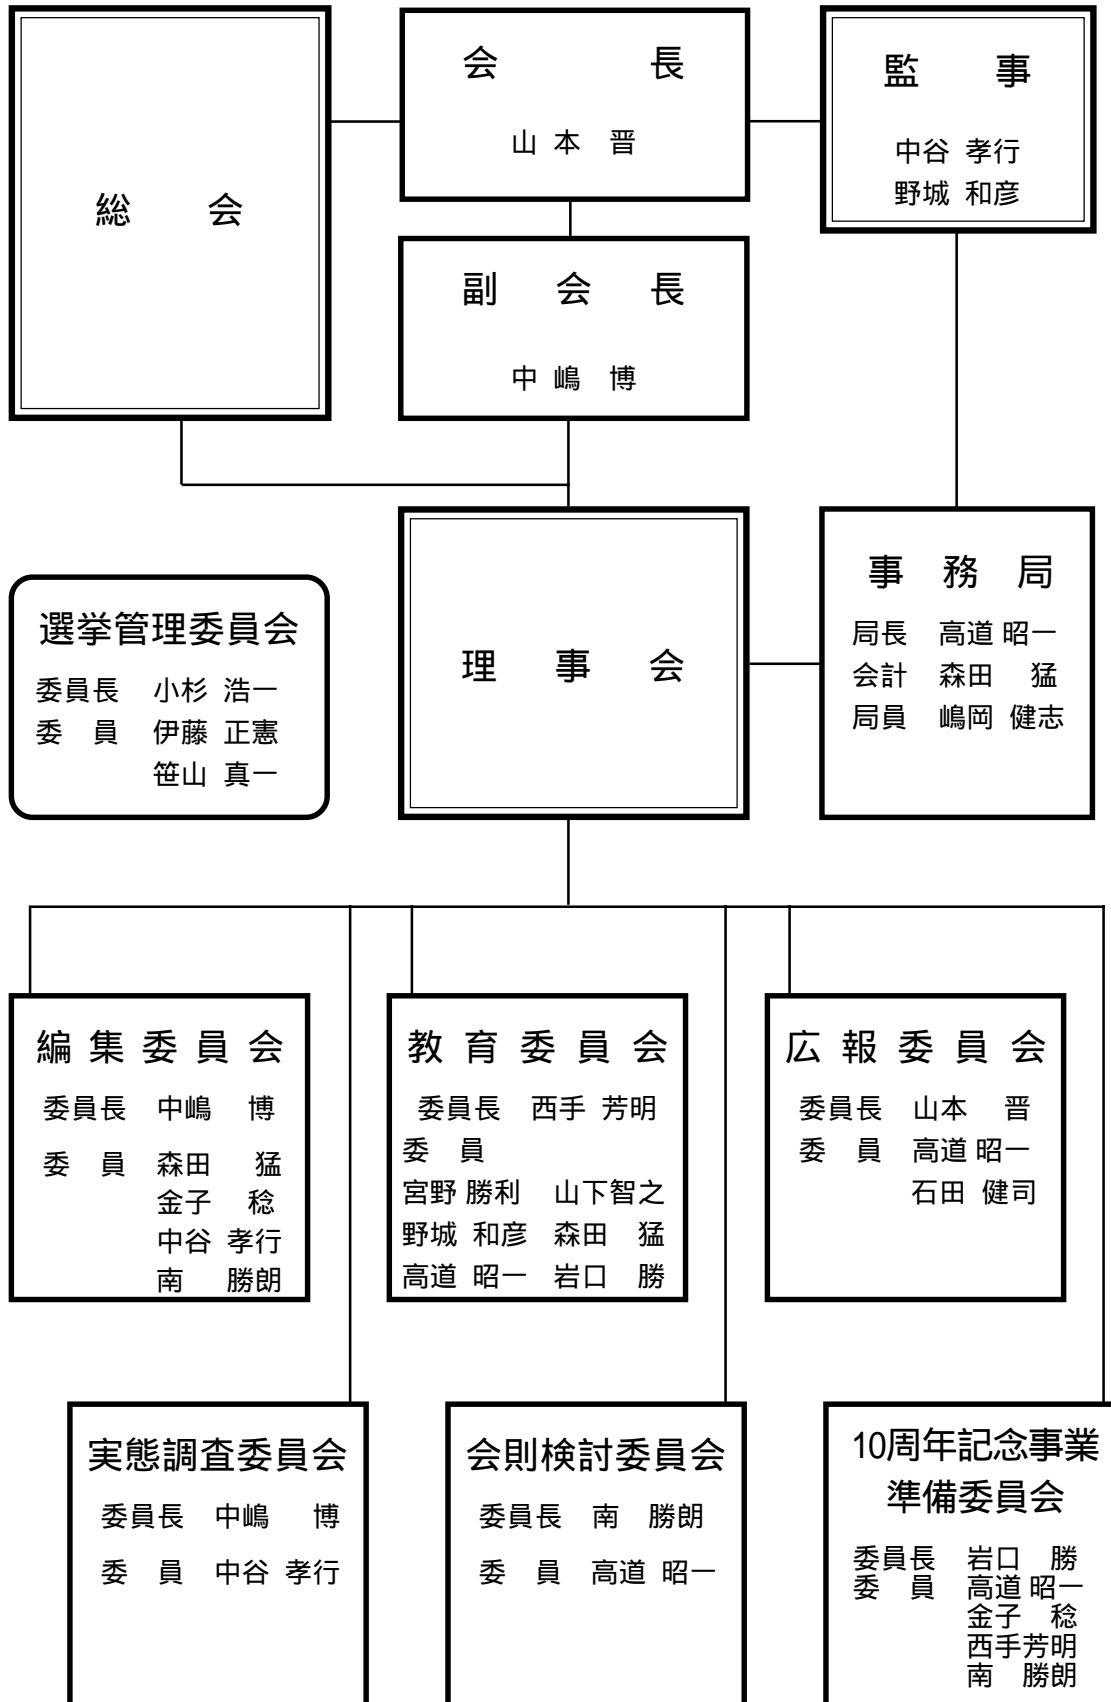 総 会
会 長
山 本 晋
監 事
中谷 孝行
野城 和彦
副 会 長
中 嶋 博
選挙管理委員会
委員長 小杉 浩一
委 員 伊藤 正憲
笹山 真一
理 事 会
事 務 局
局長 高道 昭一
会計 森田 猛
局員 嶋岡 健志
編 集 委 員 会
委員長 中嶋 博
委 員 森田 猛
金子 稔
中谷 孝行
南 勝朗
教 育 委 員 会
委員長 西手 芳明
委 員
宮野 勝利 山下智之
野城 和彦 森田 猛
高道 昭一 岩口 勝
広 報 委 員 会
委員長 山本 晋
委 員 高道 昭一
石田 健司
実態調査委員会
委員長 中嶋 博
委 員 中谷 孝行
会則検討委員会
委員長 南 勝朗
委 員 高道 昭一
10周年記念事業
準備委員会
委員長 岩口 勝
委 員 高道 昭一
金子 稔
西手芳明
南 勝朗